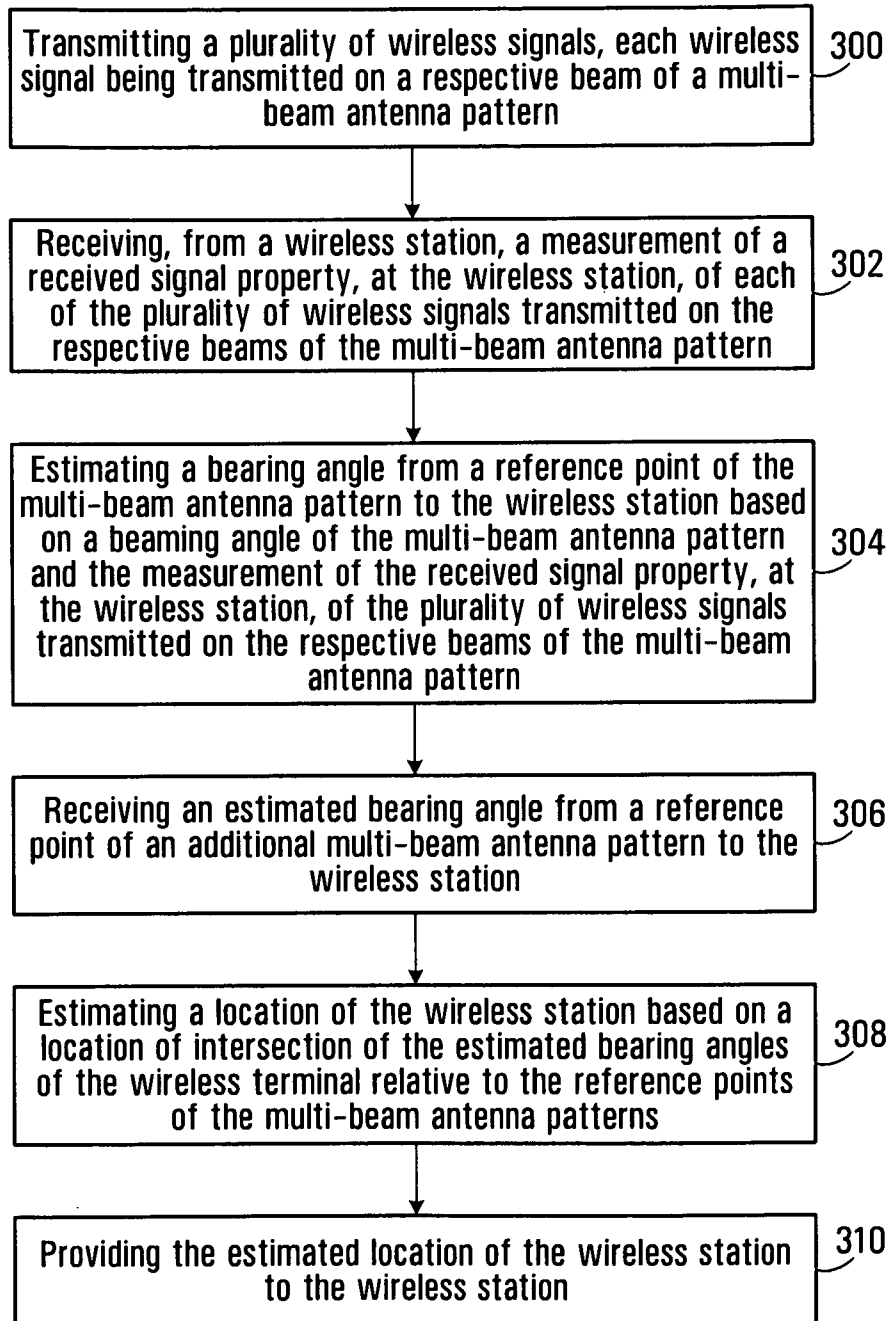 Transmitting a plurality of wireless signals, each wireless
signal being transmitted on a respective beam of a multi-
beam antenna pattern
300
Receiving, from a wireless station, a measurement of a
received signal property, at the wireless station, of each
of the plurality of wireless signals transmitted on the
respective beams of the multi-beam antenna pattern
302
Estimating a bearing angle from a reference point of the
multi-beam antenna pattern to the wireless station based
on a beaming angle of the multi-beam antenna pattern
and the measurement of the received signal property, at
the wireless station, of the plurality of wireless signals
transmitted on the respective beams of the multi-beam
antenna pattern
304
Receiving an estimated bearing angle from a reference
point of an additional multi-beam antenna pattern to the
wireless station
306
Estimating a location of the wireless station based on a
location of intersection of the estimated bearing angles
of the wireless terminal relative to the reference points
of the multi-beam antenna patterns
308
Providing the estimated location of the wireless station
to the wireless station
310